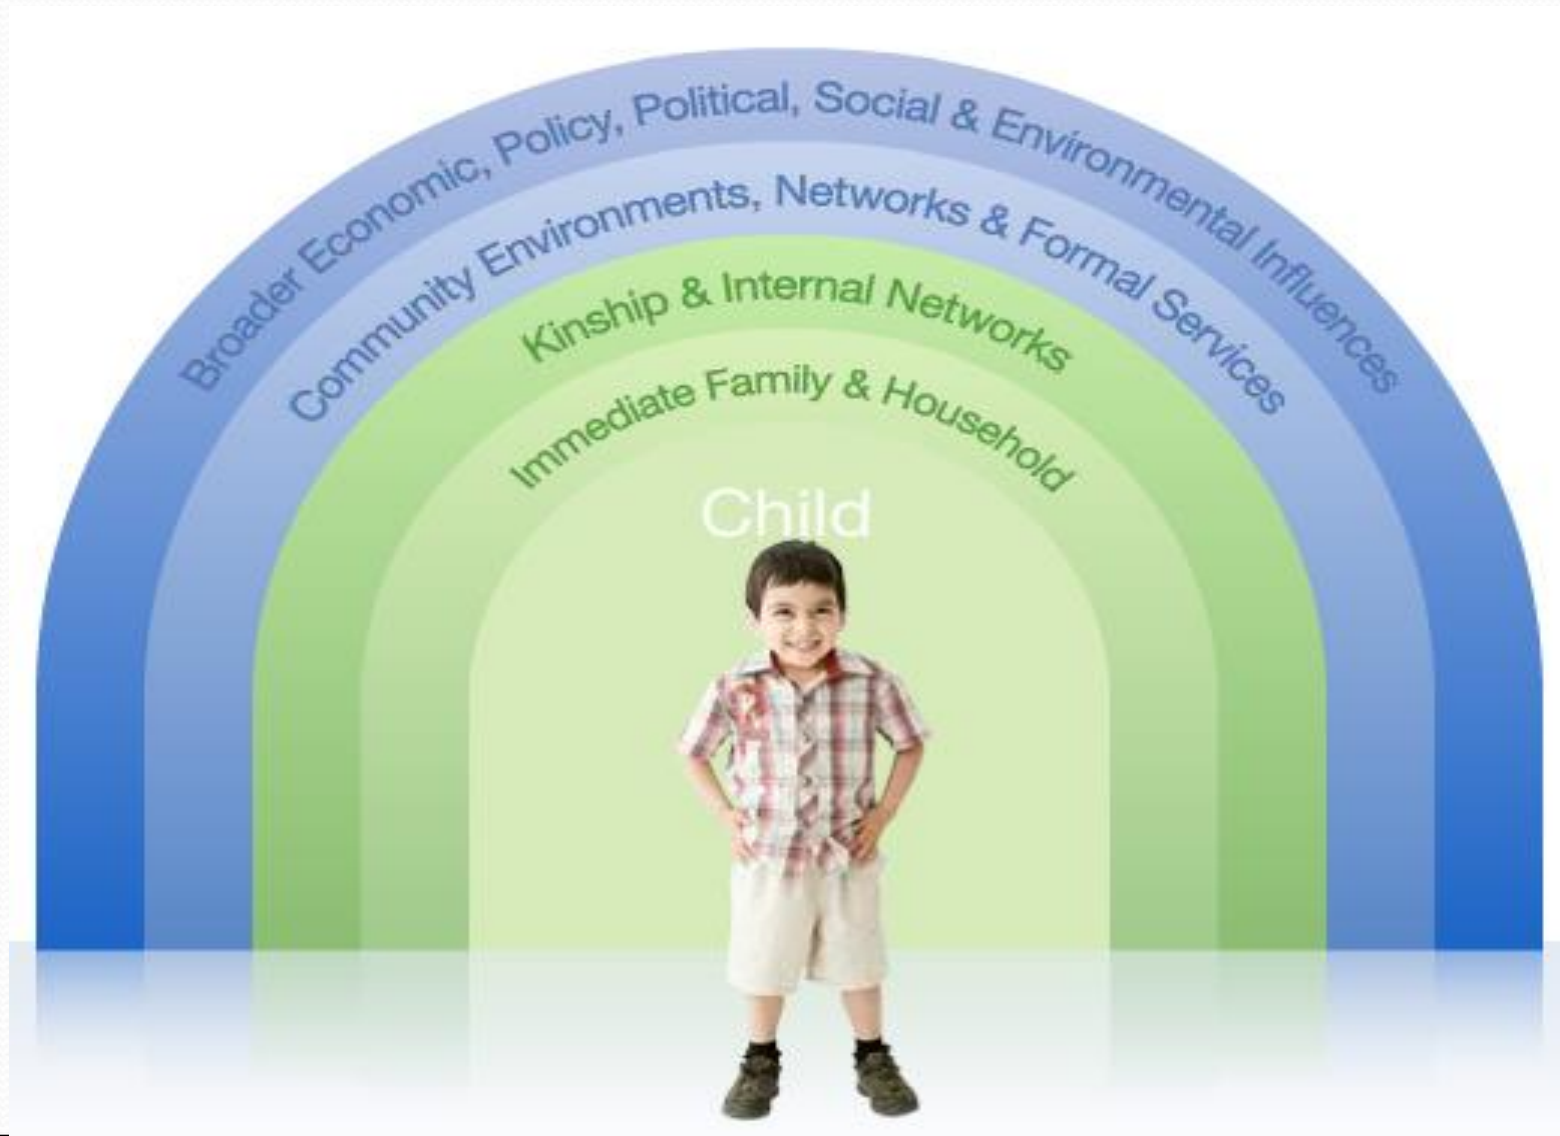 Broader Economic, Policy, Political, Social & Environmental Influences
Community Environments, Networks & Formal Services
Kinship & Internal Networks
Immediate Family & Household
Child